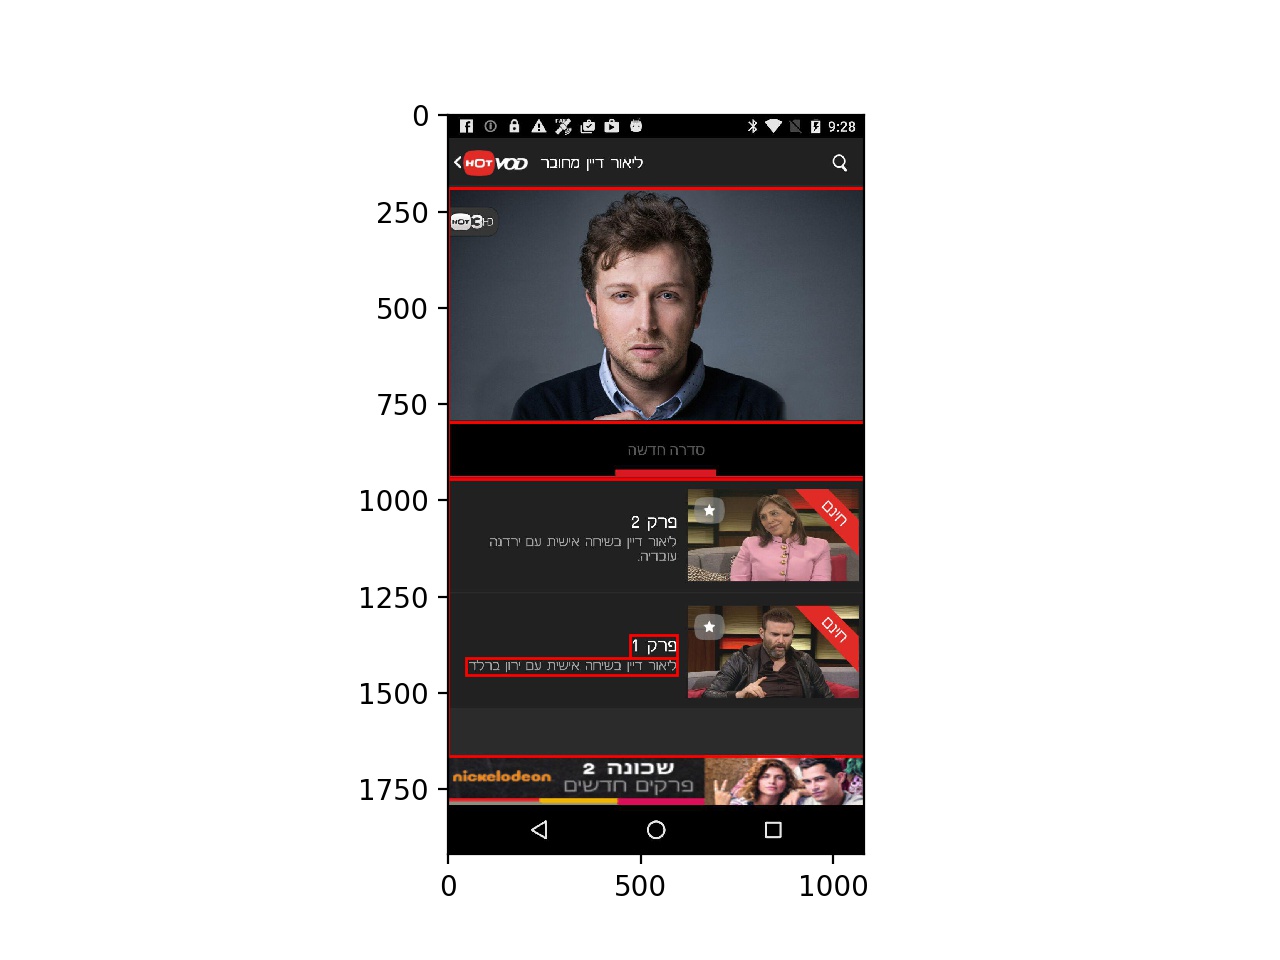 0
250
500
750
1000
1250
1500
1750
0
500
1000
9:28
HOT VOD ליאור דיין מחובר
HOT 3 HD
סדרה חדשה
חינם
פרק 2
ליאור דיין בשיחה אישית עם ירדנה
עובדיה.
חינם
פרק 1
ליאור דיין בשיחה אישית עם ירון ברלד
nickelodeon
שכונה 2
פרקים חדשים